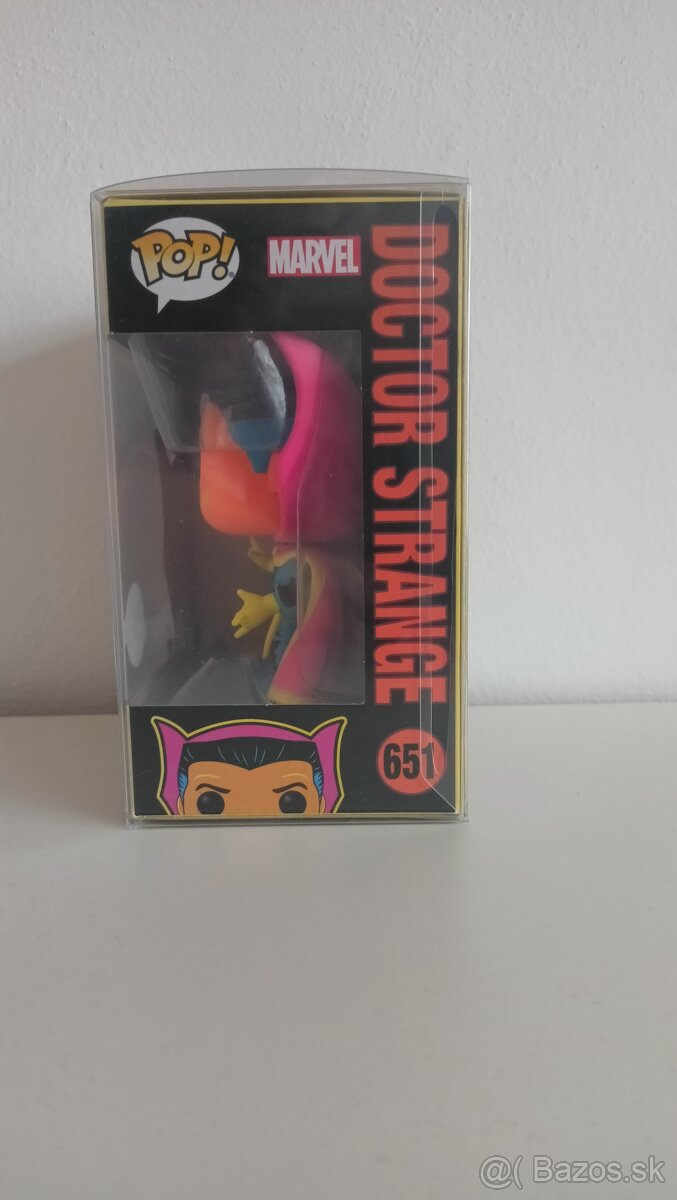 POP!
MARVEL
DOCTOR STRANGE
651
@( Bazos.sk